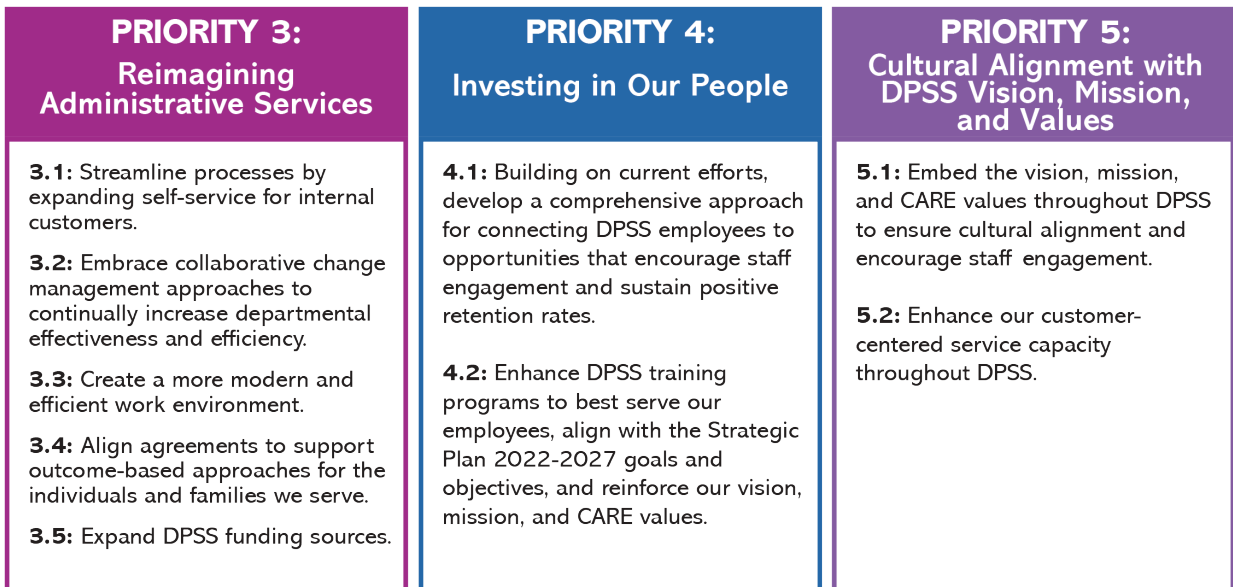 PRIORITY 3:
Reimagining
Administrative Services
3.1: Streamline processes by
expanding self-service for internal
customers.
3.2: Embrace collaborative change
management approaches to
continually increase departmental
effectiveness and efficiency.
3.3: Create a more modern and
efficient work environment.
3.4: Align agreements to support
outcome-based approaches for the
individuals and families we serve.
3.5: Expand DPSS funding sources.
PRIORITY 4:
Investing in Our People
4.1: Building on current efforts,
develop a comprehensive approach
for connecting DPSS employees to
opportunities that encourage staff
engagement and sustain positive
retention rates.
4.2: Enhance DPSS training
programs to best serve our
employees, align with the Strategic
Plan 2022-2027 goals and
objectives, and reinforce our vision,
mission, and CARE values.
PRIORITY 5:
Cultural Alignment with
DPSS Vision, Mission,
and Values
5.1: Embed the vision, mission,
and CARE values throughout DPSS
to ensure cultural alignment and
encourage staff engagement.
5.2: Enhance our customer-
centered service capacity
throughout DPSS.